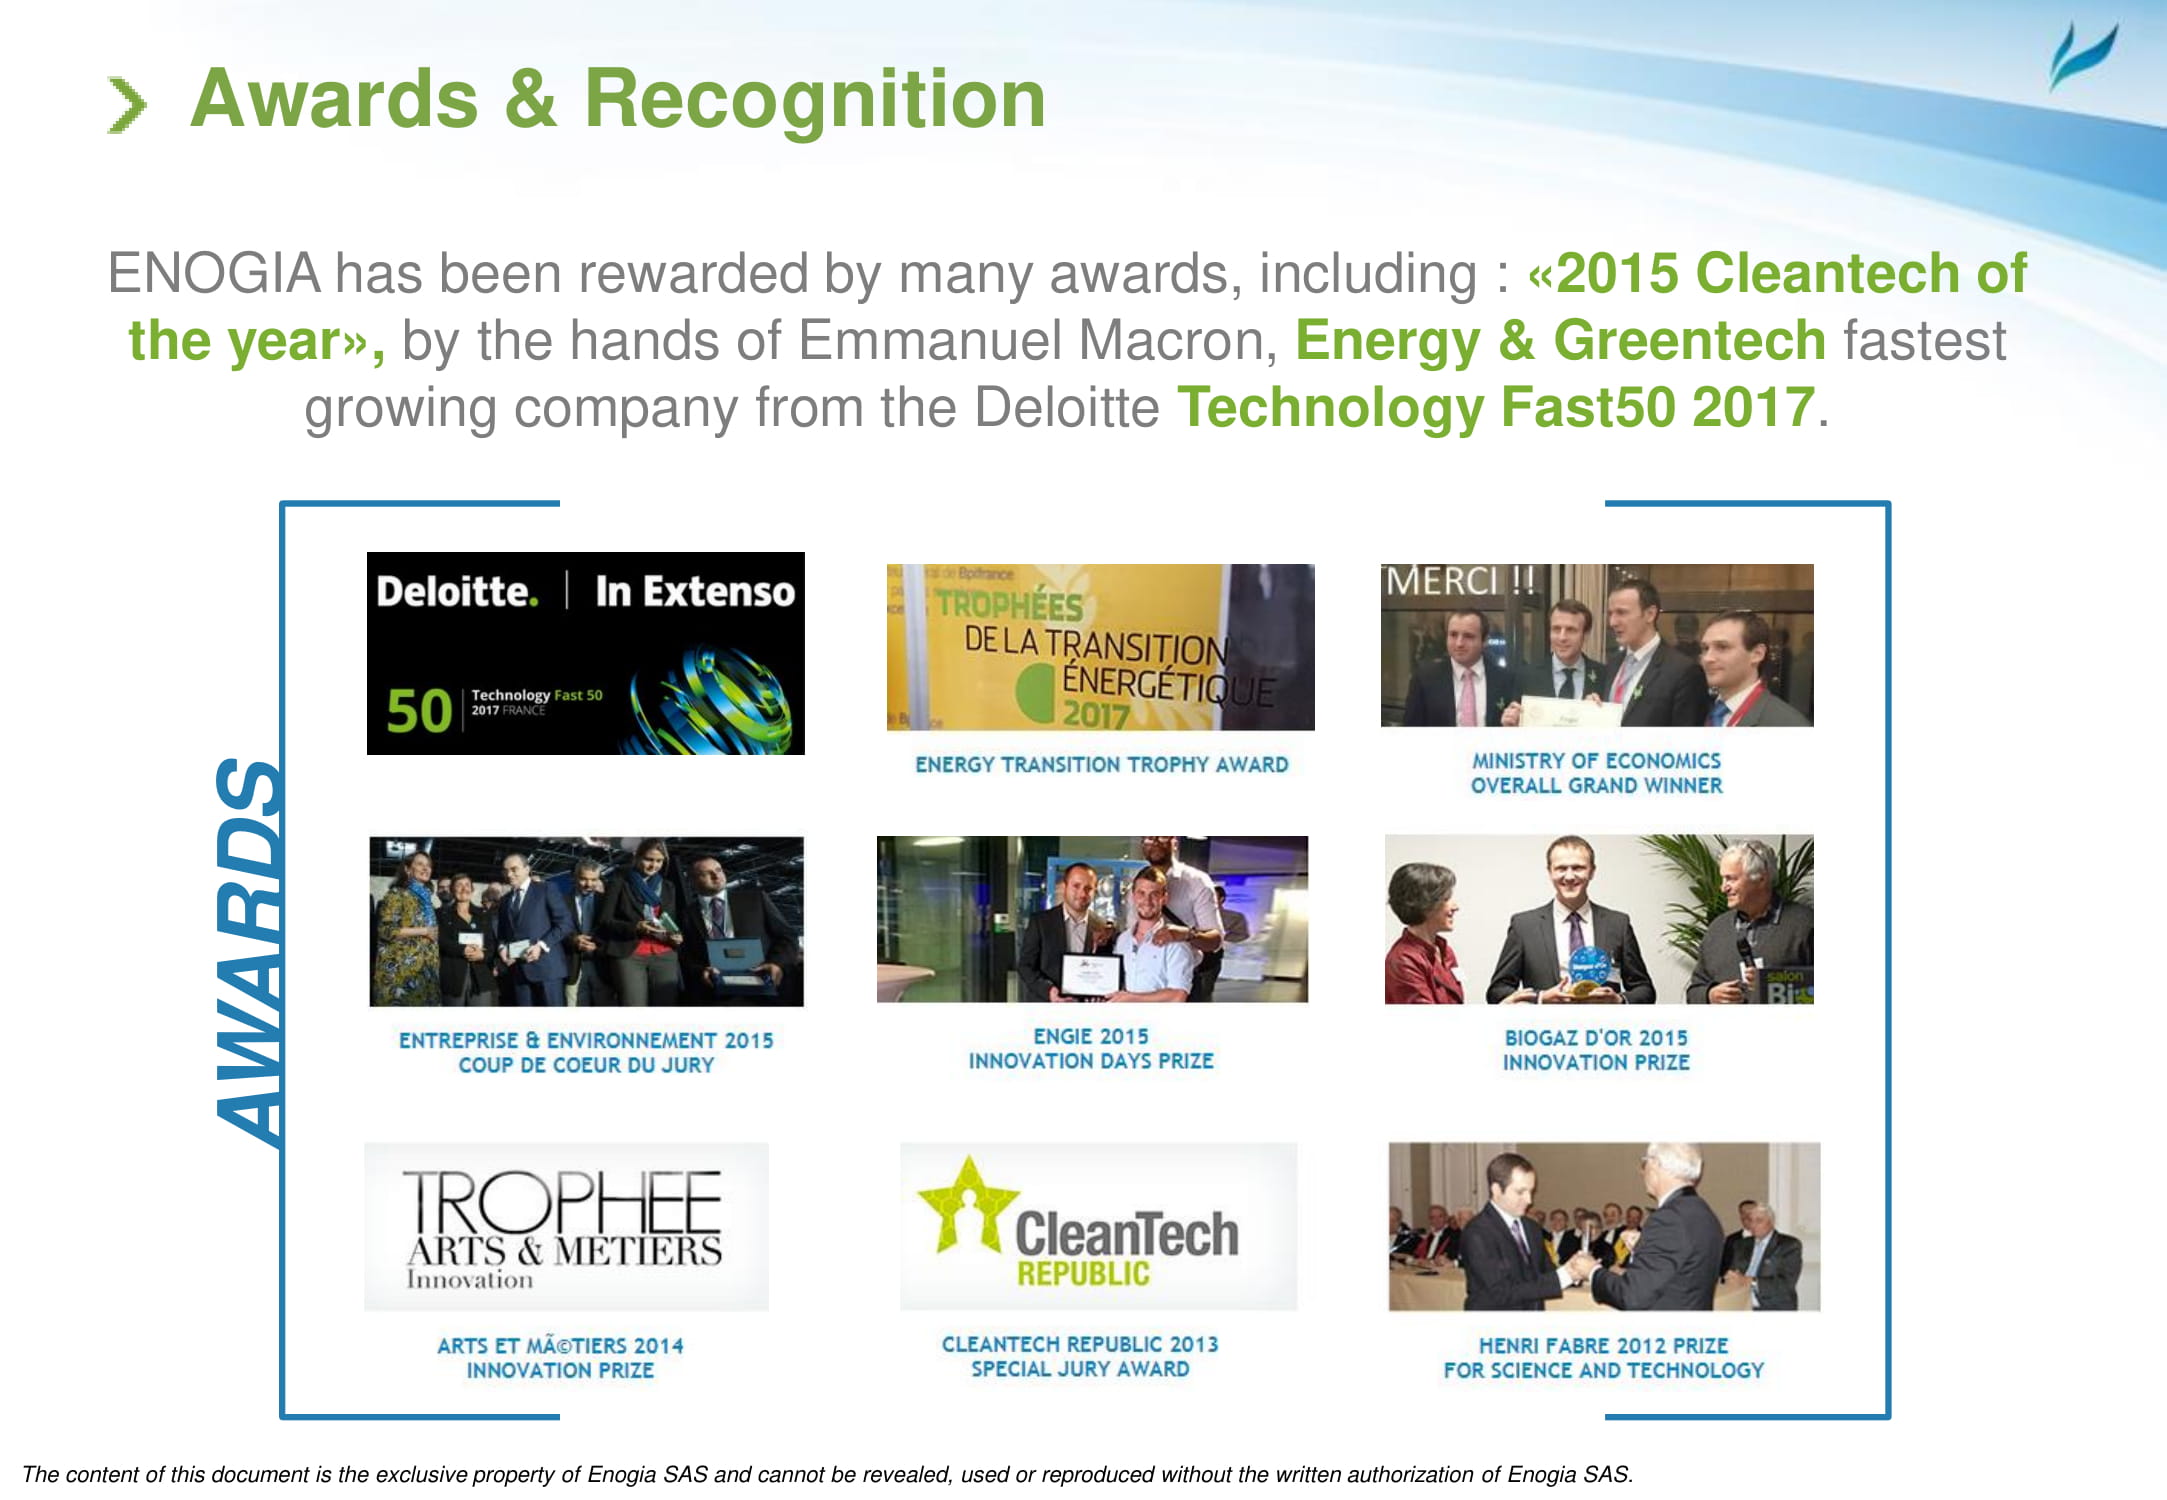 Awards & Recognition
ENOGIA has been rewarded by many awards, including : «2015 Cleantech of
the year», by the hands of Emmanuel Macron, Energy & Greentech fastest
growing company from the Deloitte Technology Fast50 2017.
AWARDS
Deloitte. | In Extenso
50 | Technology Fast 50
2017 FRANCE
Bpifrance
TROPHÉES
DE LA TRANSITION
ÉNERGÉTIQUE
2017
ENERGY TRANSITION TROPHY AWARD
MERCI !!
MINISTRY OF ECONOMICS
OVERALL GRAND WINNER
ENTREPRISE & ENVIRONNEMENT 2015
COUP DE COEUR DU JURY
ENGIE 2015
INNOVATION DAYS PRIZE
salon
BIOGAZ D'OR 2015
INNOVATION PRIZE
TROPHEE
ARTS & METIERS
Innovation
ARTS ET MÃ©TIERS 2014
INNOVATION PRIZE
CleanTech
REPUBLIC
CLEANTECH REPUBLIC 2013
SPECIAL JURY AWARD
HENRI FABRE 2012 PRIZE
FOR SCIENCE AND TECHNOLOGY
The content of this document is the exclusive property of Enogia SAS and cannot be revealed, used or reproduced without the written authorization of Enogia SAS.